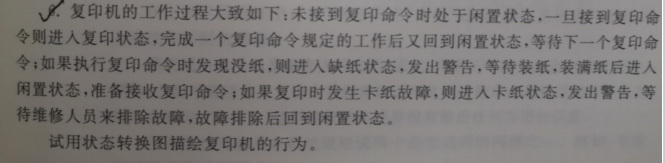 9. 复印机的工作过程大致如下:未接到复印命令时处于闲置状态,一旦接到复印命
令则进入复印状态,完成一个复印命令规定的工作后又回到闲置状态,等待下一个复印命
令;如果执行复印命令时发现没纸,则进入缺纸状态,发出警告,等待装纸,装满纸后进入
闲置状态,准备接收复印命令;如果复印时发生卡纸故障,则进入卡纸状态,发出警告,等
待维修人员来排除故障,故障排除后回到闲置状态。
试用状态转换图描绘复印机的行为。